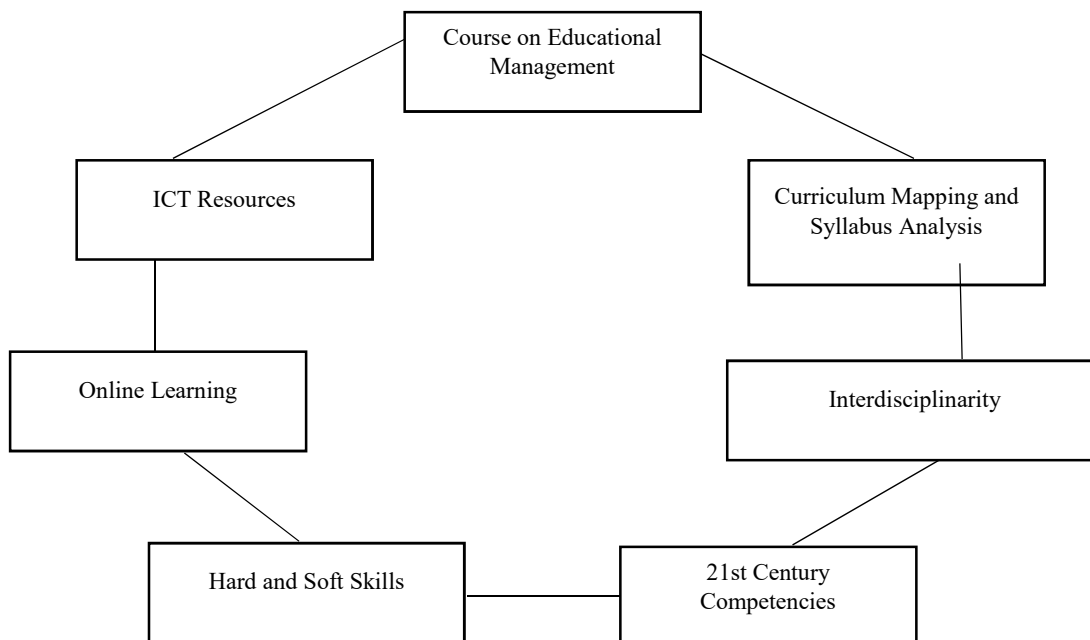 Course on Educational
Management
ICT Resources
Curriculum Mapping and
Syllabus Analysis
Online Learning
Interdisciplinarity
Hard and Soft Skills
21st Century
Competencies